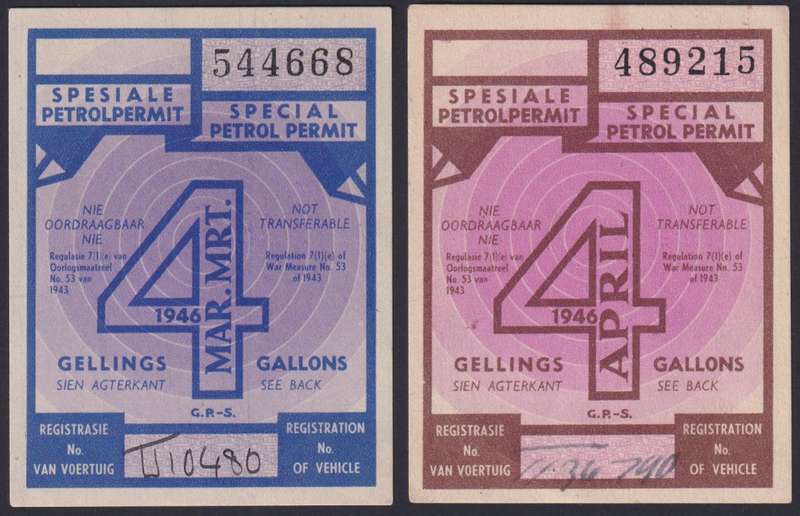 544668
SPESIALE
PETROLPERMIT
SPECIAL
PETROL PERMIT
NIE
OORDRAAGBAAR
NIE
NOT
TRANSFERABLE
Regulasie 7(1)(e) van
Oorlogsmaatreel
No. 53 van
1943
Regulation 7(1)(e) of
War Measure No. 53
of 1943
4
1946
MAR.MRT.
GELLINGS
GALLONS
SIEN AGTERKANT
SEE BACK
G.P.-S.
REGISTRASIE
No.
VAN VOERTUIG
10480
REGISTRATION
No.
OF VEHICLE
489215
SPESIALE
PETROLPERMIT
SPECIAL
PETROL PERMIT
NIE
OORDRAAGBAAR
NIE
NOT
TRANSFERABLE
Regulasie 7(1)(e) van
Oorlogsmaatreel
No. 53 van
1943
Regulation 7(1)(e) of
War Measure No. 53
of 1943
4
1946
APRIL
GELLINGS
GALLONS
SIEN AGTERKANT
SEE BACK
G.P.-S.
REGISTRASIE
No.
VAN VOERTUIG
REGISTRATION
No.
OF VEHICLE